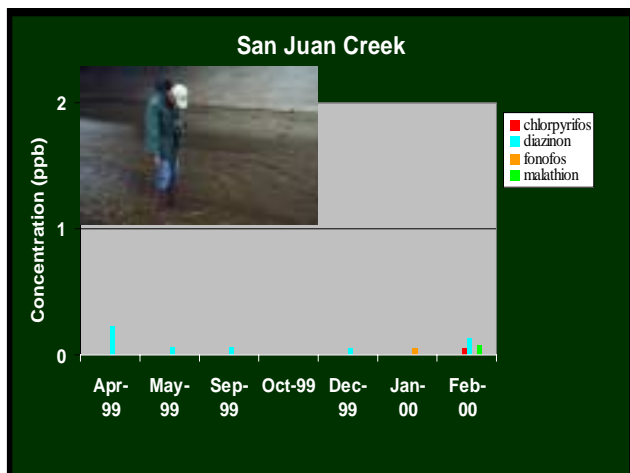 San Juan Creek
Concentration (ppb)
2
1
0
chlorpyrifos
diazinon
fonofos
malathion
Apr-99
May-99
Sep-99
Oct-99
Dec-99
Jan-00
Feb-00